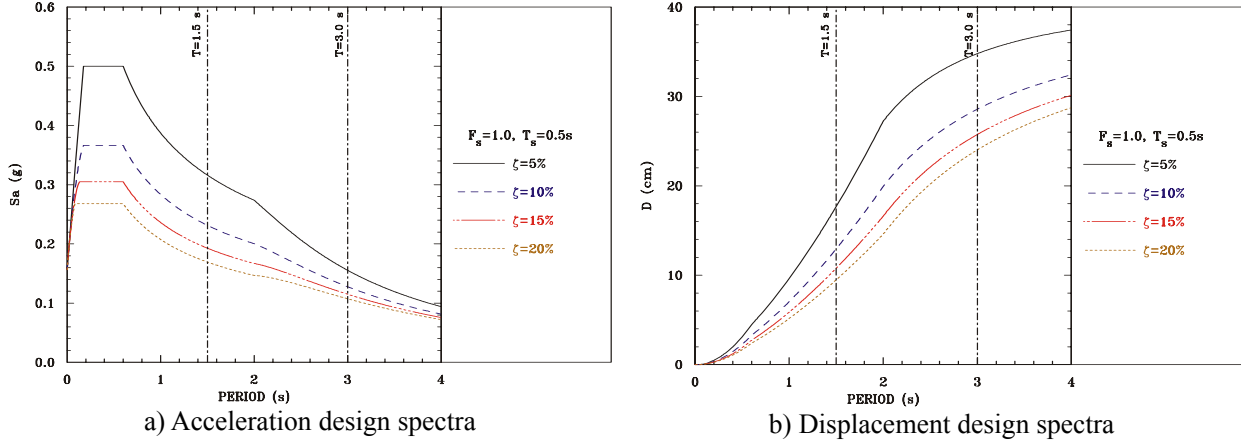 T=1.5 s
T=3.0 s
0.5
0.4
0.3
0.2
0.1
0.0
Sa (g)
0
1
2
3
4
PERIOD (s)
F_s=1.0, T_s=0.5s
ζ=5%
ζ=10%
ζ=15%
ζ=20%
a) Acceleration design spectra
T=1.5 s
T=3.0 s
40
30
20
10
0
D (cm)
0
1
2
3
4
PERIOD (s)
F_s=1.0, T_s=0.5s
ζ=5%
ζ=10%
ζ=15%
ζ=20%
b) Displacement design spectra